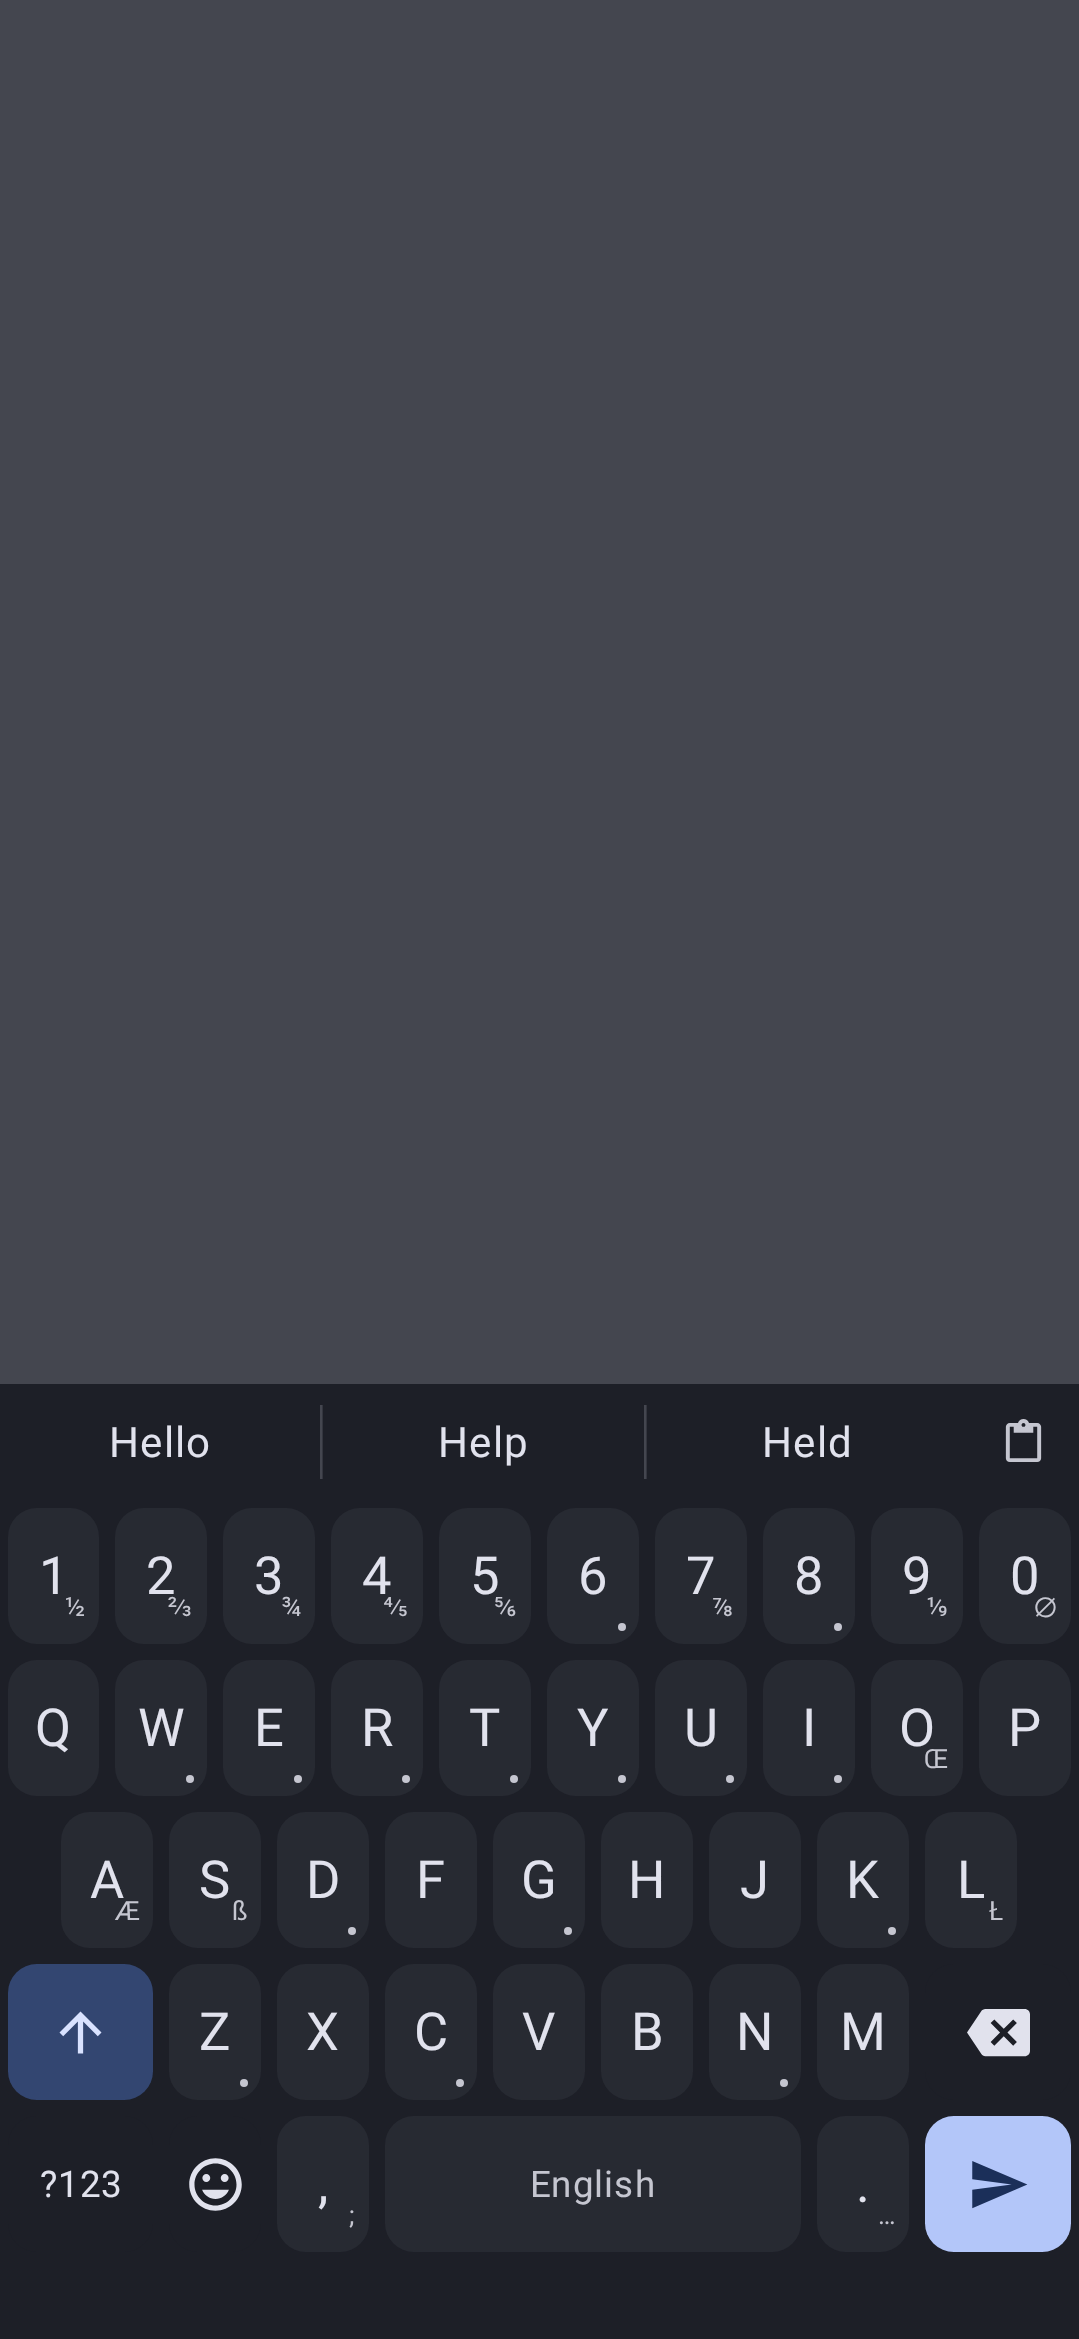 Hello Help Held
1 ½ 2 ⅔ 3 ¾ 4 ⅘ 5 ⅚ 6 7 ⅞ 8 9 ⅑ 0 ∅
Q W E R T Y U I O Œ P
A Æ S ß D F G H J K L Ł
Z X C V B N M
?123 , ; English . …